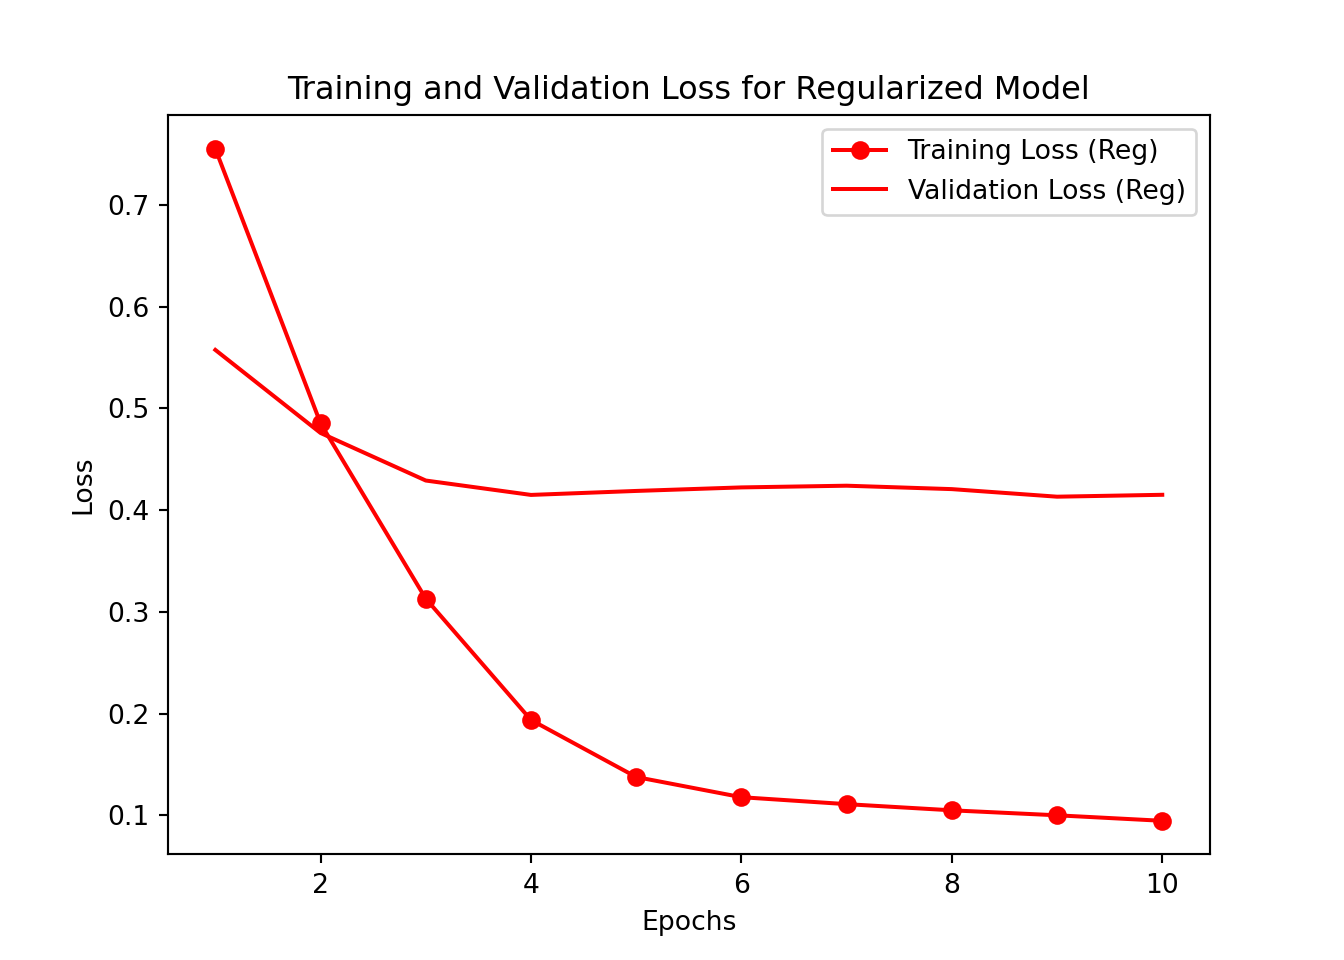 Training and Validation Loss for Regularized Model
Training Loss (Reg)
Validation Loss (Reg)
0.7
0.6
0.5
0.4
0.3
0.2
0.1
Loss
2 4 6 8 10
Epochs